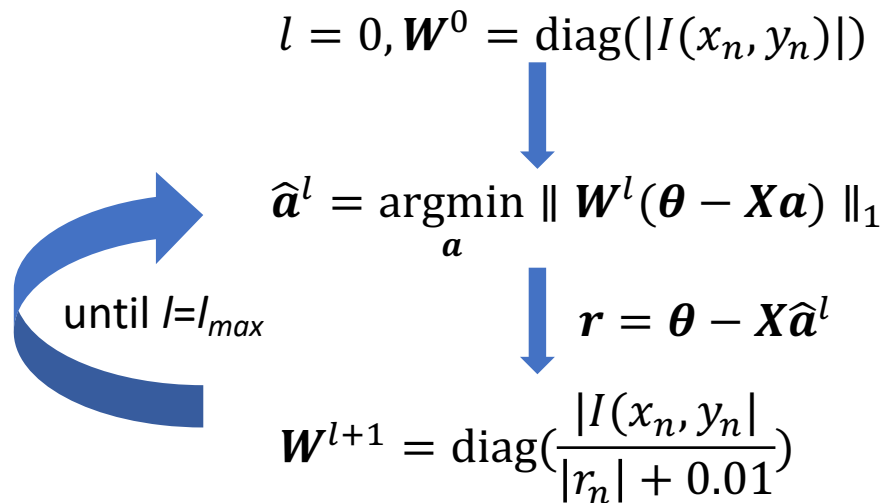 l = 0, W⁰ = diag(|I(xₙ, yₙ)|)
âˡ = argmin ∥ Wˡ(θ − Xa) ∥₁
a
until l=lₘₐₓ
r = θ − Xâˡ
Wˡ⁺¹ = diag(|I(xₙ, yₙ| / |rₙ| + 0.01)